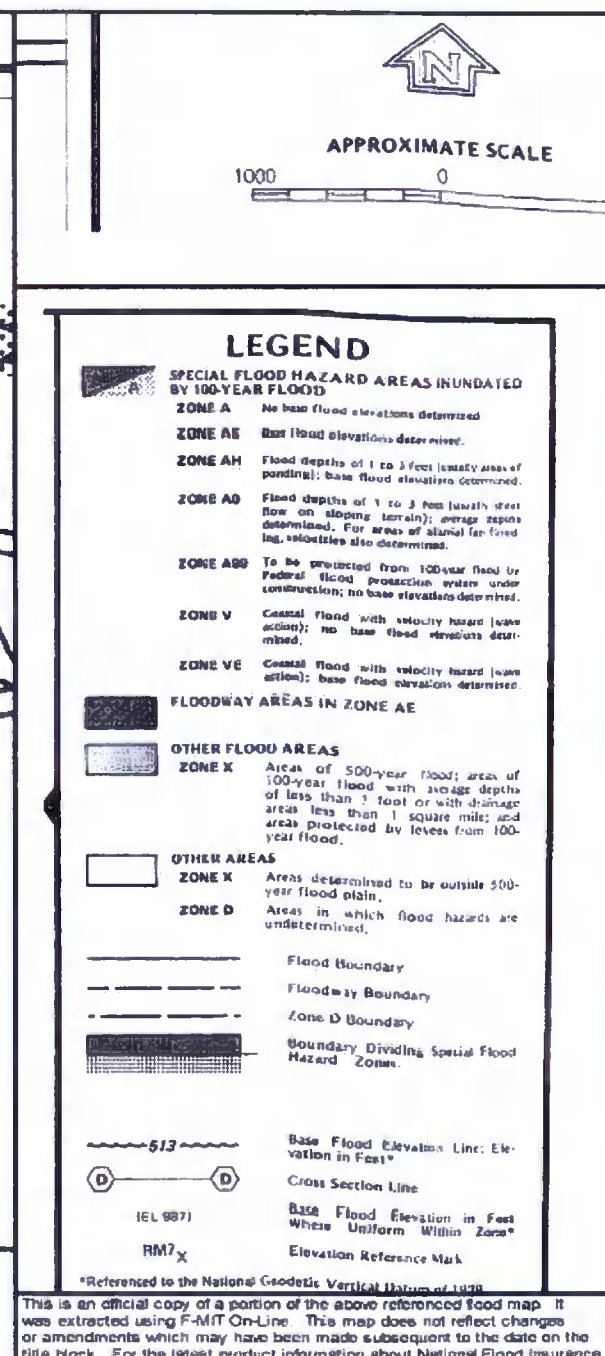 N
APPROXIMATE SCALE
1000 0
LEGEND
SPECIAL FLOOD HAZARD AREAS INUNDATED
BY 100-YEAR FLOOD
ZONE A No base flood elevations determined
ZONE AE Base flood elevations determined.
ZONE AH Flood depths of 1 to 3 feet (usually areas of
ponding); base flood elevations determined.
ZONE AO Flood depths of 1 to 3 feet (usually sheet
flow on sloping terrain); average depths
determined. For areas of alluvial fan flood-
ing, velocities also determined.
ZONE A99 To be protected from 100-year flood by
Federal flood protection system under
construction; no base elevations determined.
ZONE V Coastal flood with velocity hazard (wave
action); no base flood elevations deter-
mined.
ZONE VE Coastal flood with velocity hazard (wave
action); base flood elevations determined.
FLOODWAY AREAS IN ZONE AE
OTHER FLOOD AREAS
ZONE X Areas of 500-year flood; areas of
100-year flood with average depths
of less than 1 foot or with drainage
areas less than 1 square mile; and
areas protected by levees from 100-
year flood.
OTHER AREAS
ZONE X Areas determined to be outside 500-
year flood plain.
ZONE D Areas in which flood hazards are
undetermined.
Flood Boundary
Floodway Boundary
Zone D Boundary
Boundary Dividing Special Flood
Hazard Zones.
513 Base Flood Elevation Line; Ele-
vation in Feet*
D D Cross Section Line
(EL 987) Base Flood Elevation in Feet
Where Uniform Within Zone*
RM7X Elevation Reference Mark
*Referenced to the National Geodetic Vertical Datum of 1929
This is an official copy of a portion of the above referenced flood map. It
was extracted using F-MIT On-Line. This map does not reflect changes
or amendments which may have been made subsequent to the date on the
title block. For the latest product information about National Flood Insurance